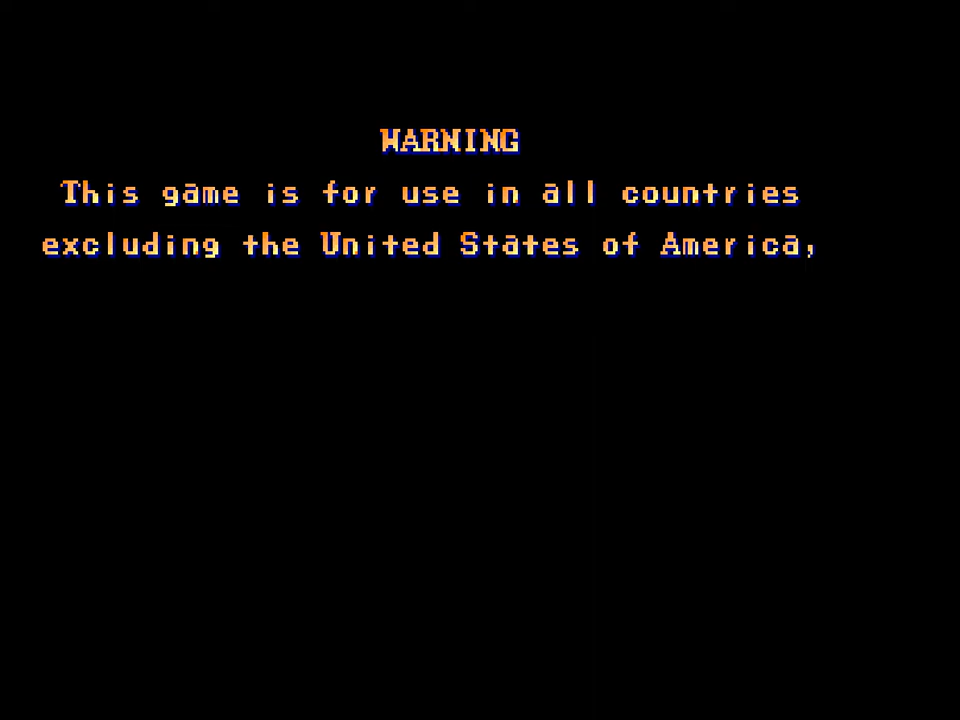 WARNING
This game is for use in all countries
excluding the United States of America,